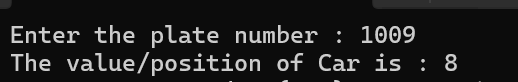 Enter the plate number : 1009
The value/position of Car is : 8